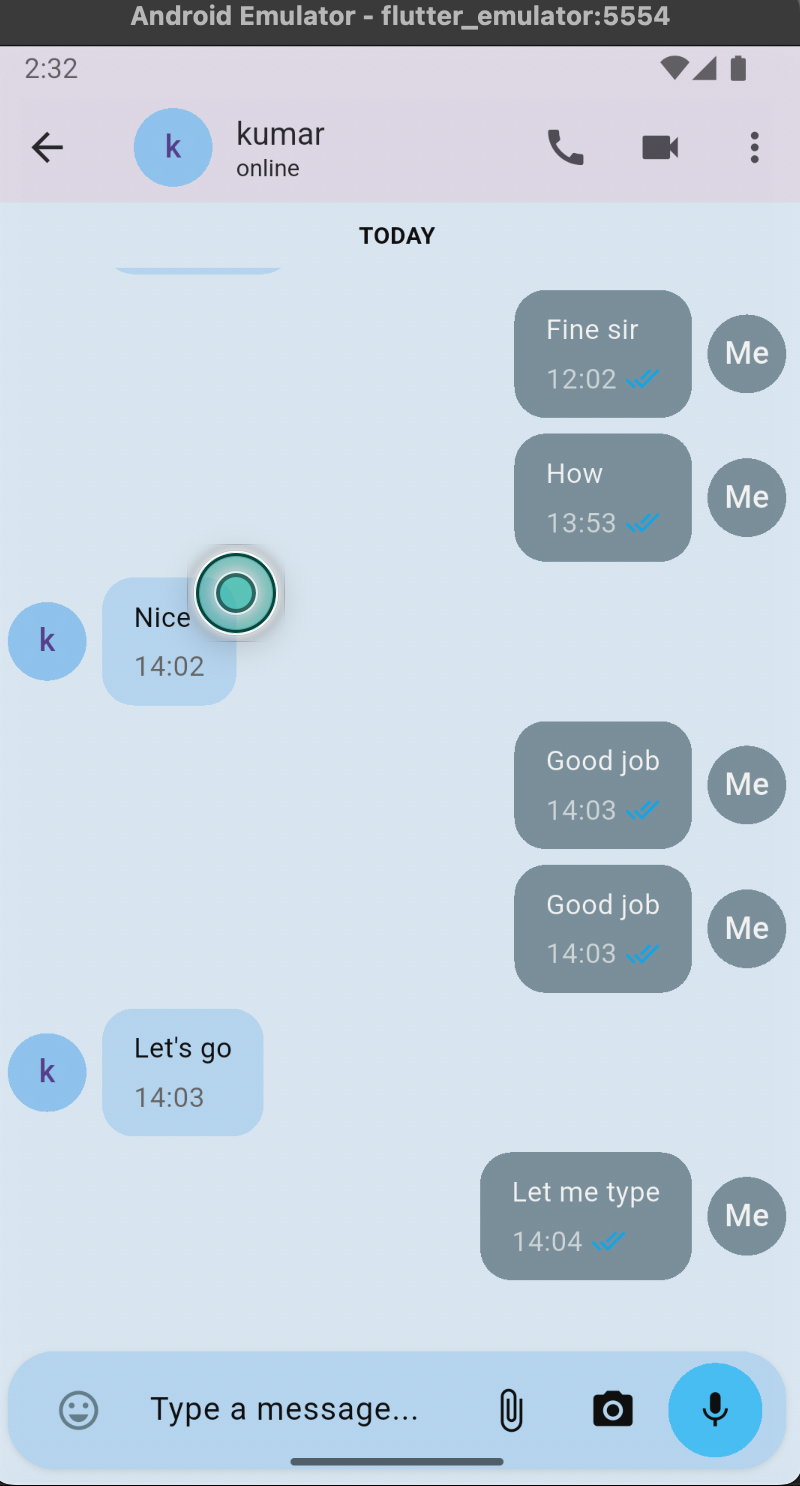 Android Emulator - flutter_emulator:5554
2:32
k
kumar
online
TODAY
Fine sir
12:02
Me
How
13:53
Me
k
Nice
14:02
Good job
14:03
Me
Good job
14:03
Me
k
Let's go
14:03
Let me type
14:04
Me
Type a message...